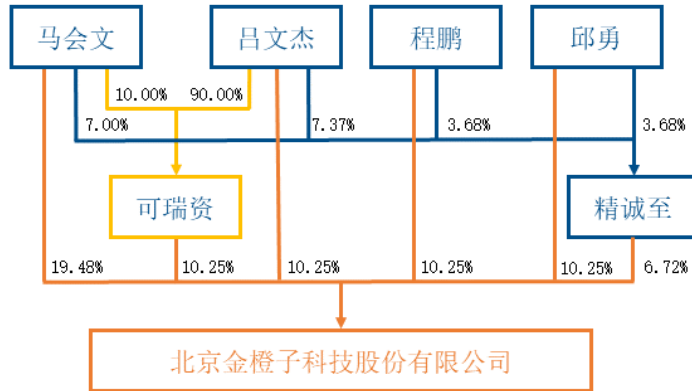 马会文 吕文杰 程鹏 邱勇
10.00% 90.00%
7.00% 7.37% 3.68% 3.68%
可瑞资 精诚至
19.48% 10.25% 10.25% 10.25% 10.25% 6.72%
北京金橙子科技股份有限公司